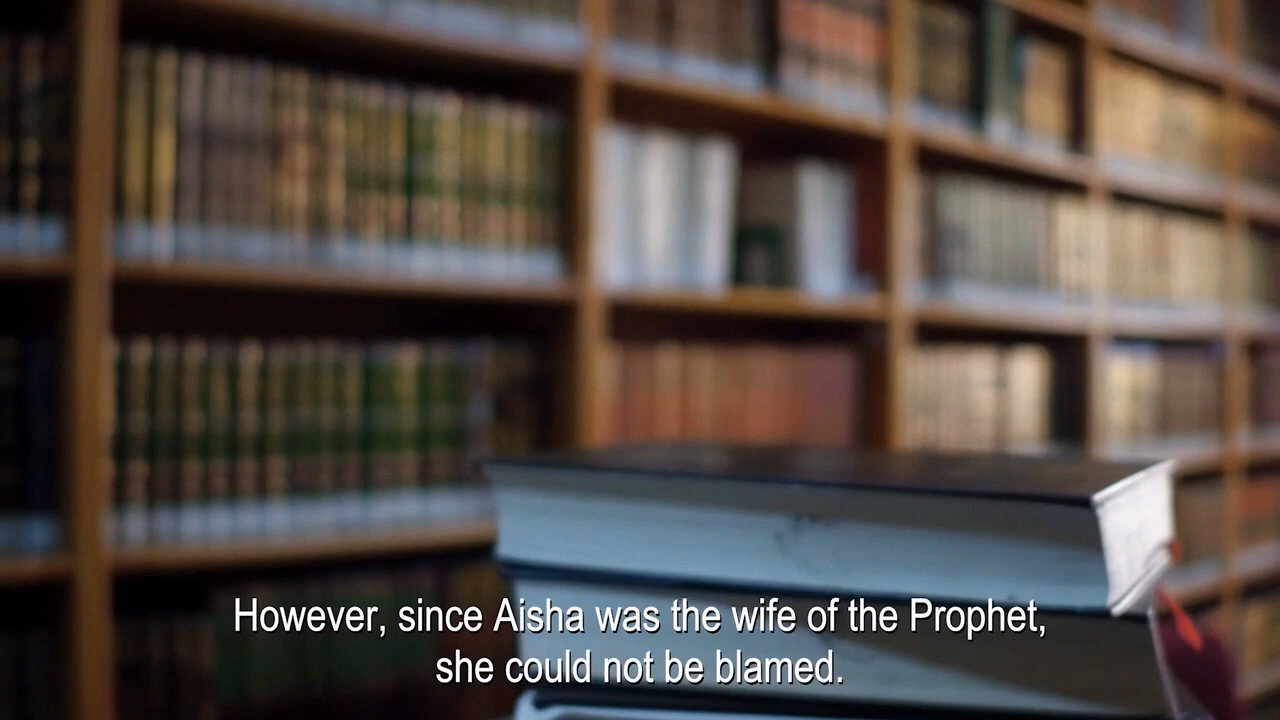 However, since Aisha was the wife of the Prophet,
she could not be blamed.